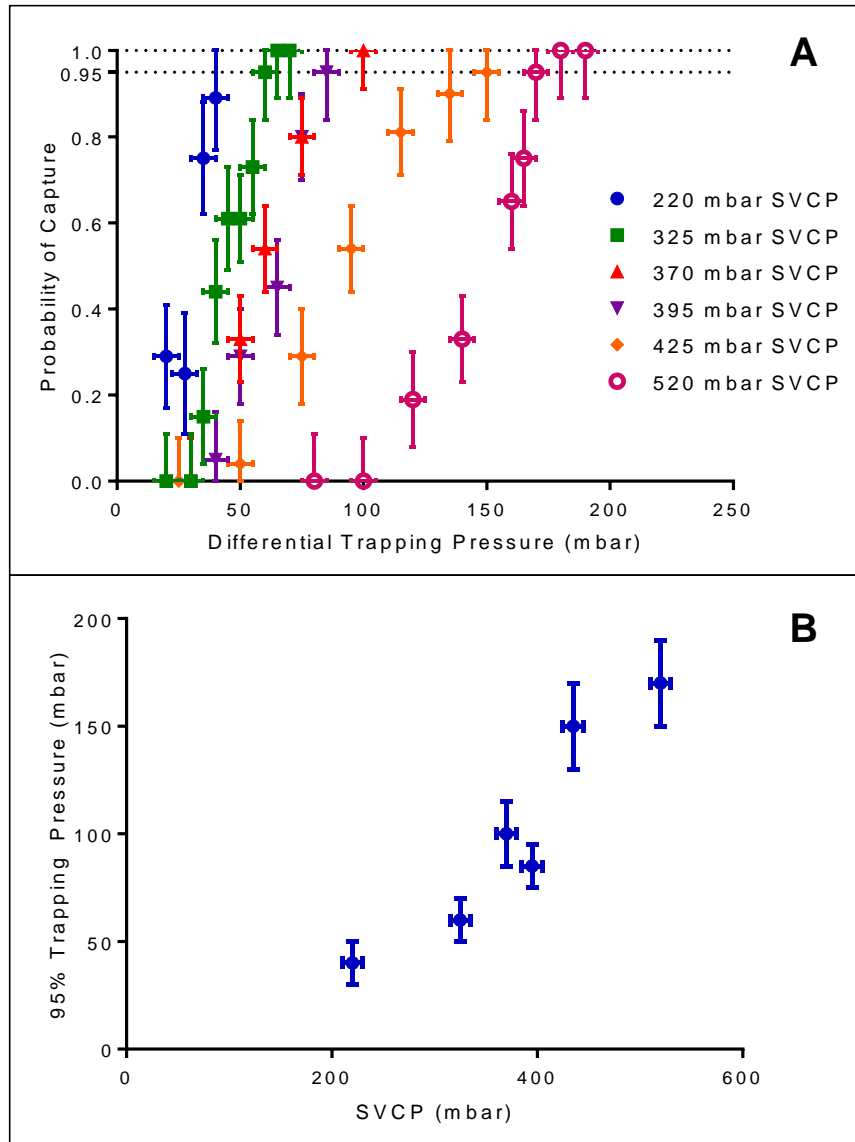 A
1.0
0.95
0.8
0.6
0.4
0.2
0.0
Probability of Capture
0 50 100 150 200 250
Differential Trapping Pressure (mbar)
220 mbar SVCP
325 mbar SVCP
370 mbar SVCP
395 mbar SVCP
425 mbar SVCP
520 mbar SVCP
B
200
150
100
50
0
95% Trapping Pressure (mbar)
0 200 400 600
SVCP (mbar)